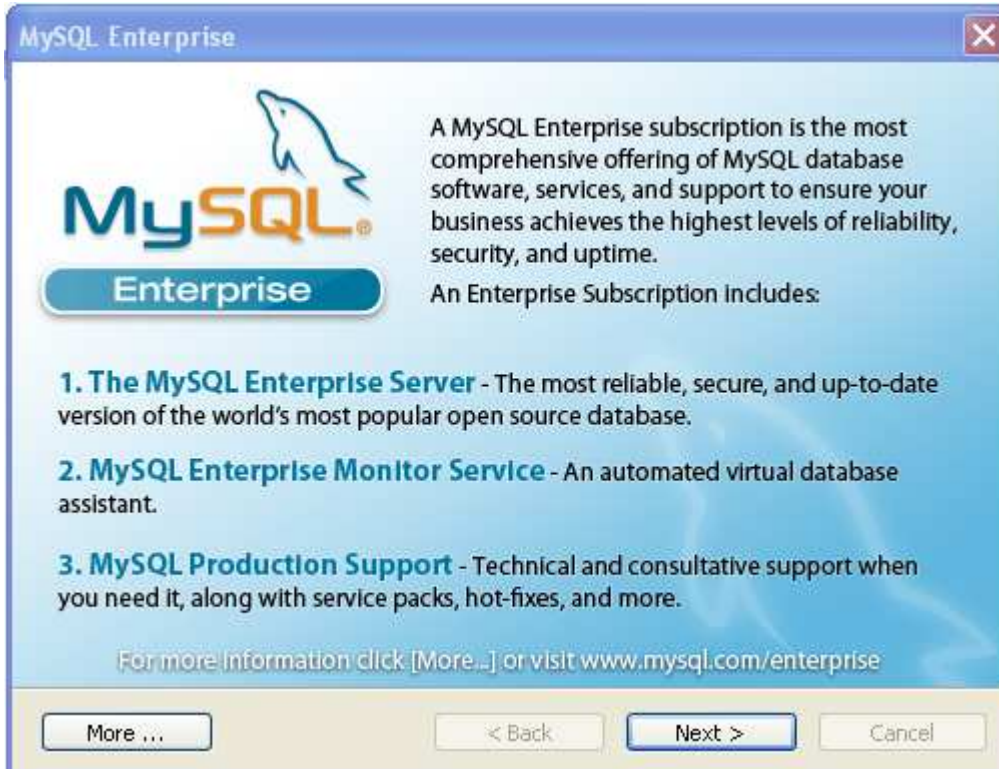 MySQL Enterprise
MySQL®
Enterprise
A MySQL Enterprise subscription is the most
comprehensive offering of MySQL database
software, services, and support to ensure your
business achieves the highest levels of reliability,
security, and uptime.
An Enterprise Subscription includes:
1. The MySQL Enterprise Server - The most reliable, secure, and up-to-date
version of the world's most popular open source database.
2. MySQL Enterprise Monitor Service - An automated virtual database
assistant.
3. MySQL Production Support - Technical and consultative support when
you need it, along with service packs, hot-fixes, and more.
For more information click [More...] or visit www.mysql.com/enterprise
More ...
< Back
Next >
Cancel